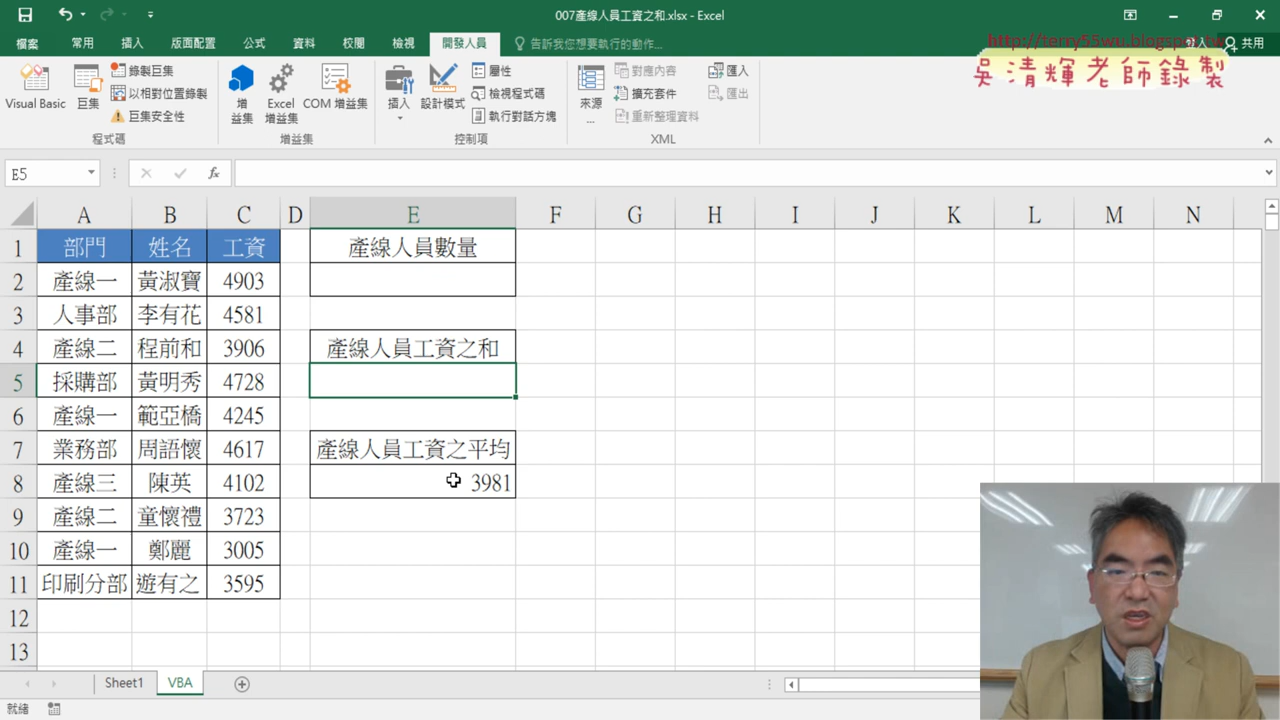 007產線人員工資之和.xlsx - Excel
檔案 常用 插入 版面配置 公式 資料 校閱 檢視 開發人員 告訴我您想要執行的動作... 登入 共用
http://terry55wu.blogspot.tw
吳清輝老師錄製
Visual Basic 巨集 錄製巨集 以相對位置錄製 巨集安全性 增益集 Excel 增益集 COM 增益集 插入 設計模式 屬性 檢視程式碼 執行對話方塊 來源... 對應內容 擴充套件 重新整理資料 匯入 匯出
程式碼 增益集 控制項 XML
E5 fx
A B C D E F G H I J K L M N
1 部門 姓名 工資 產線人員數量
2 產線一 黃淑寶 4903
3 人事部 李有花 4581
4 產線二 程前和 3906 產線人員工資之和
5 採購部 黃明秀 4728
6 產線一 範亞橋 4245
7 業務部 周語懷 4617 產線人員工資之平均
8 產線三 陳英 4102 3981
9 產線二 童懷禮 3723
10 產線一 鄭麗 3005
11 印刷分部 遊有之 3595
12
13
Sheet1 VBA
就緒